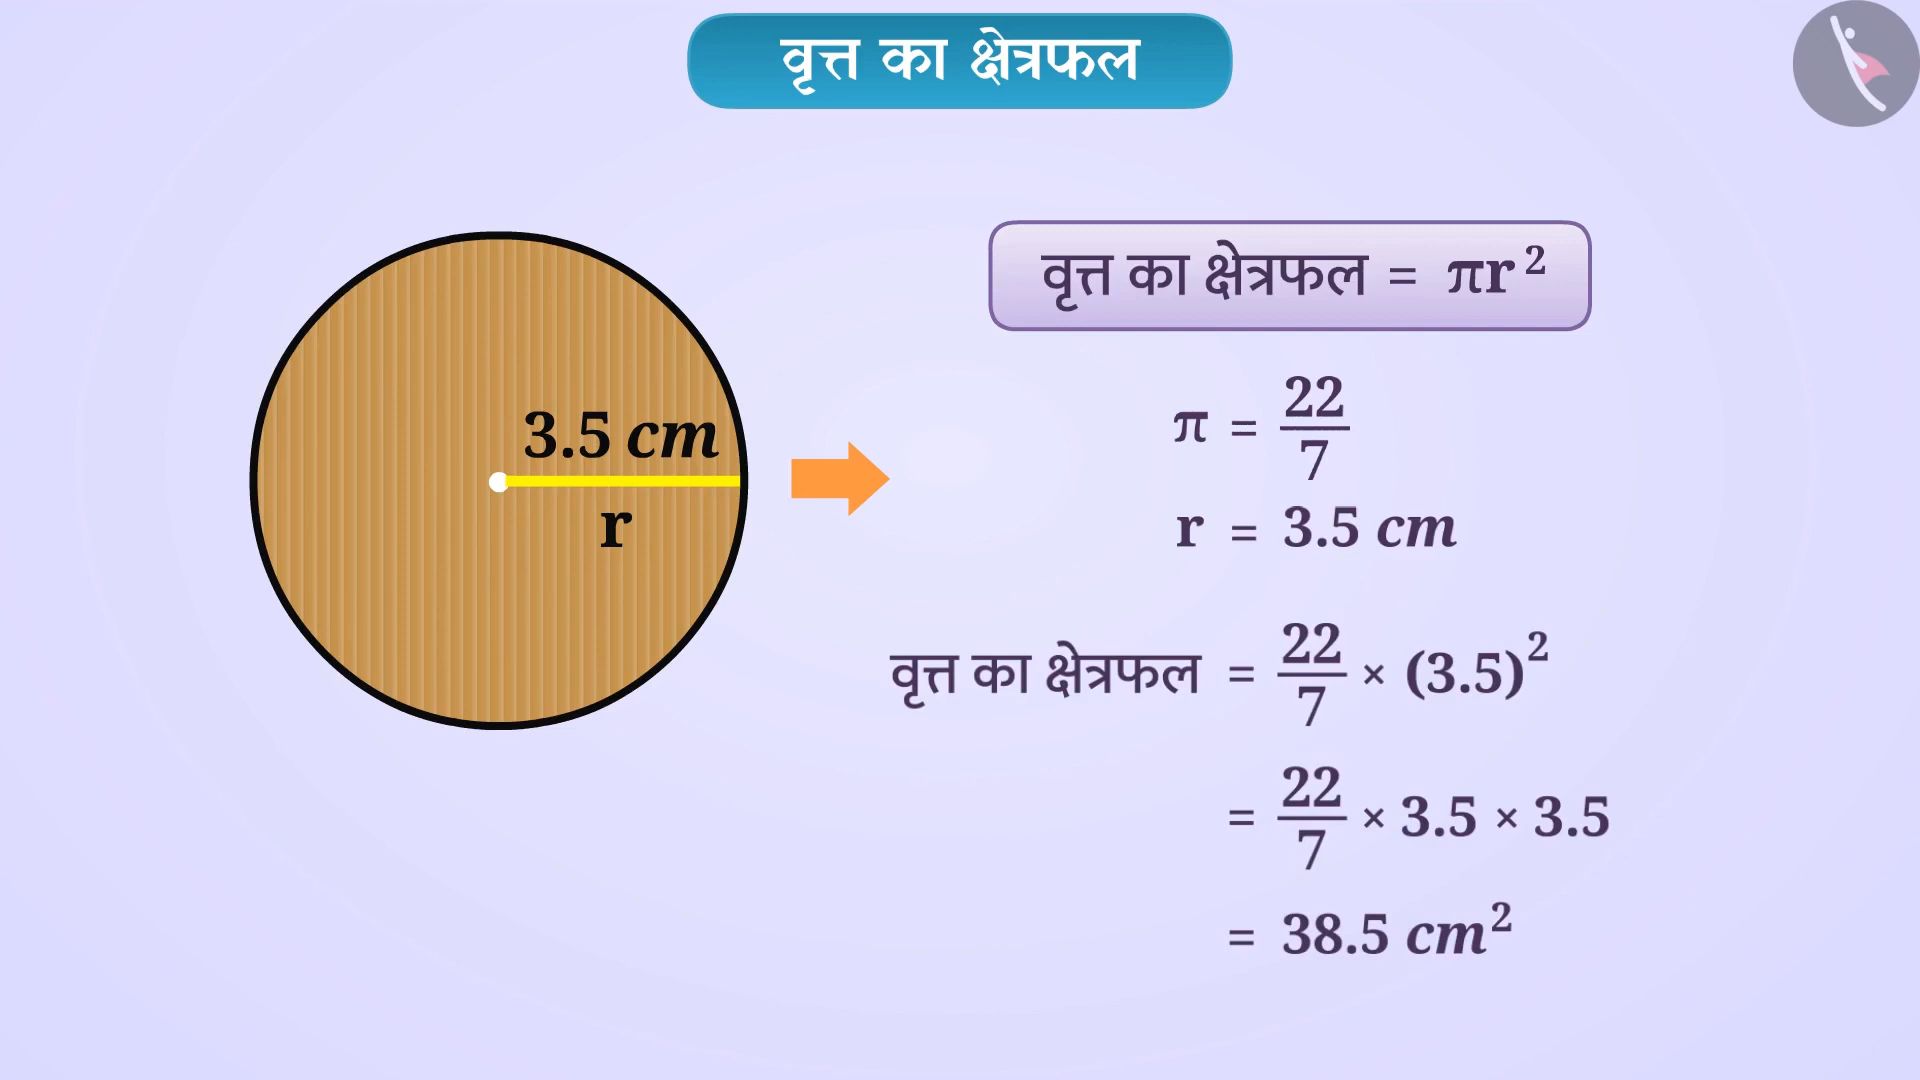 वृत्त का क्षेत्रफल
3.5 cm
r
वृत्त का क्षेत्रफल = πr²
π = 22/7
r = 3.5 cm
वृत्त का क्षेत्रफल = 22/7 × (3.5)²
= 22/7 × 3.5 × 3.5
= 38.5 cm²